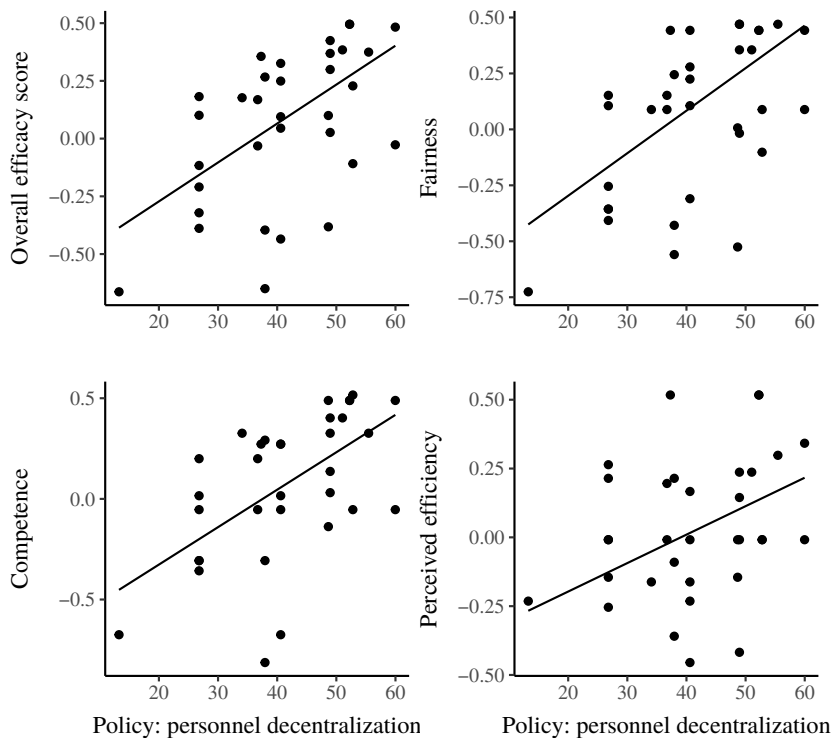 Overall efficacy score
0.50
0.25
0.00
−0.25
−0.50
20 30 40 50 60
Fairness
0.50
0.25
0.00
−0.25
−0.50
−0.75
20 30 40 50 60
Competence
0.5
0.0
−0.5
20 30 40 50 60
Policy: personnel decentralization
Perceived efficiency
0.50
0.25
0.00
−0.25
−0.50
20 30 40 50 60
Policy: personnel decentralization